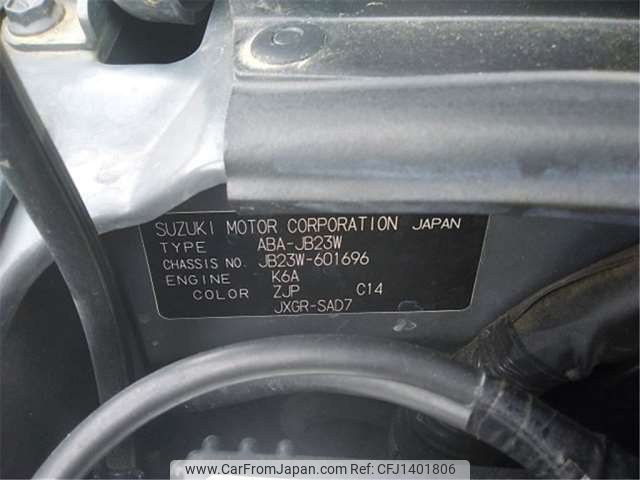 SUZUKI MOTOR CORPORATION JAPAN
TYPE ABA-JB23W
CHASSIS NO. JB23W-601696
ENGINE K6A
COLOR ZJP C14
JXGR-SAD7
www.CarFromJapan.com | CFJ1401806